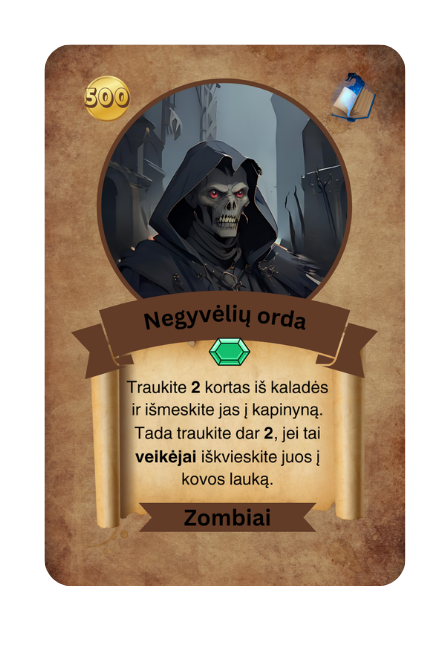 500
Negyvėlių orda
Traukite 2 kortas iš kaladės
ir išmeskite jas į kapinyną.
Tada traukite dar 2, jei tai
veikėjai iškvieskite juos į
kovos lauką.
Zombiai